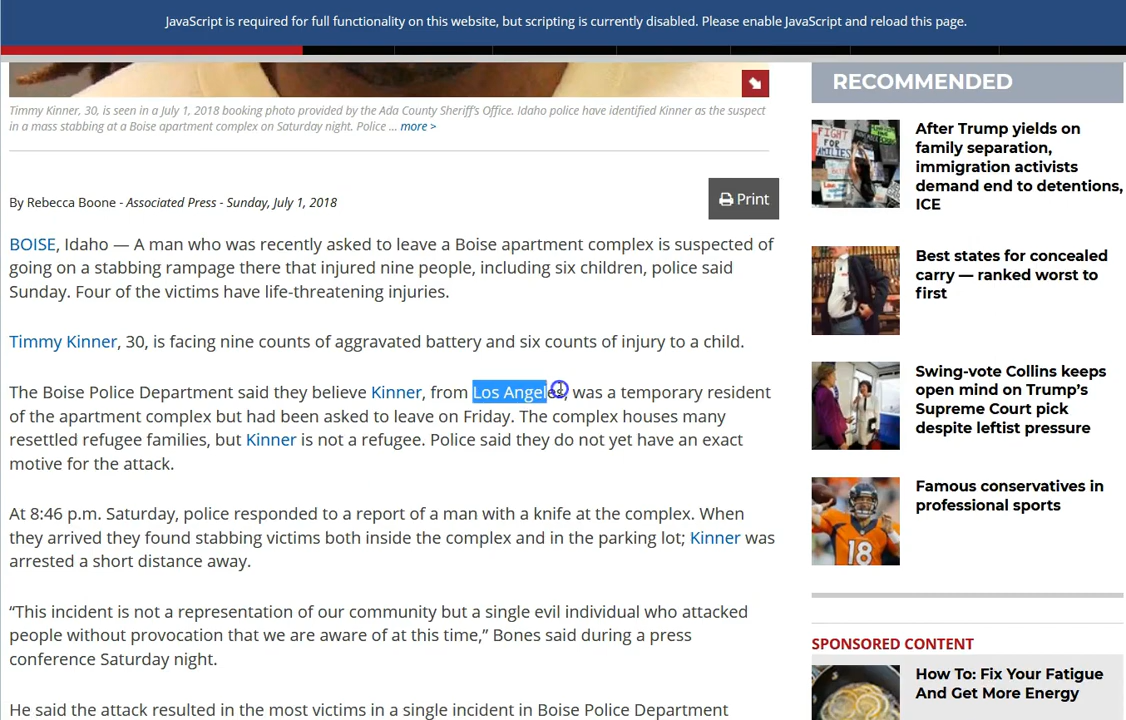 JavaScript is required for full functionality on this website, but scripting is currently disabled. Please enable JavaScript and reload this page.
Timmy Kinner, 30, is seen in a July 1, 2018 booking photo provided by the Ada County Sheriff's Office. Idaho police have identified Kinner as the suspect
in a mass stabbing at a Boise apartment complex on Saturday night. Police ... more >
By Rebecca Boone - Associated Press - Sunday, July 1, 2018
Print
BOISE, Idaho — A man who was recently asked to leave a Boise apartment complex is suspected of
going on a stabbing rampage there that injured nine people, including six children, police said
Sunday. Four of the victims have life-threatening injuries.
Timmy Kinner, 30, is facing nine counts of aggravated battery and six counts of injury to a child.
The Boise Police Department said they believe Kinner, from Los Angeles, was a temporary resident
of the apartment complex but had been asked to leave on Friday. The complex houses many
resettled refugee families, but Kinner is not a refugee. Police said they do not yet have an exact
motive for the attack.
At 8:46 p.m. Saturday, police responded to a report of a man with a knife at the complex. When
they arrived they found stabbing victims both inside the complex and in the parking lot; Kinner was
arrested a short distance away.
“This incident is not a representation of our community but a single evil individual who attacked
people without provocation that we are aware of at this time,” Bones said during a press
conference Saturday night.
He said the attack resulted in the most victims in a single incident in Boise Police Department
RECOMMENDED
FIGHT
FOR
FAMILIES
After Trump yields on
family separation,
immigration activists
demand end to detentions,
ICE
Best states for concealed
carry — ranked worst to
first
Swing-vote Collins keeps
open mind on Trump’s
Supreme Court pick
despite leftist pressure
18
Famous conservatives in
professional sports
SPONSORED CONTENT
How To: Fix Your Fatigue
And Get More Energy